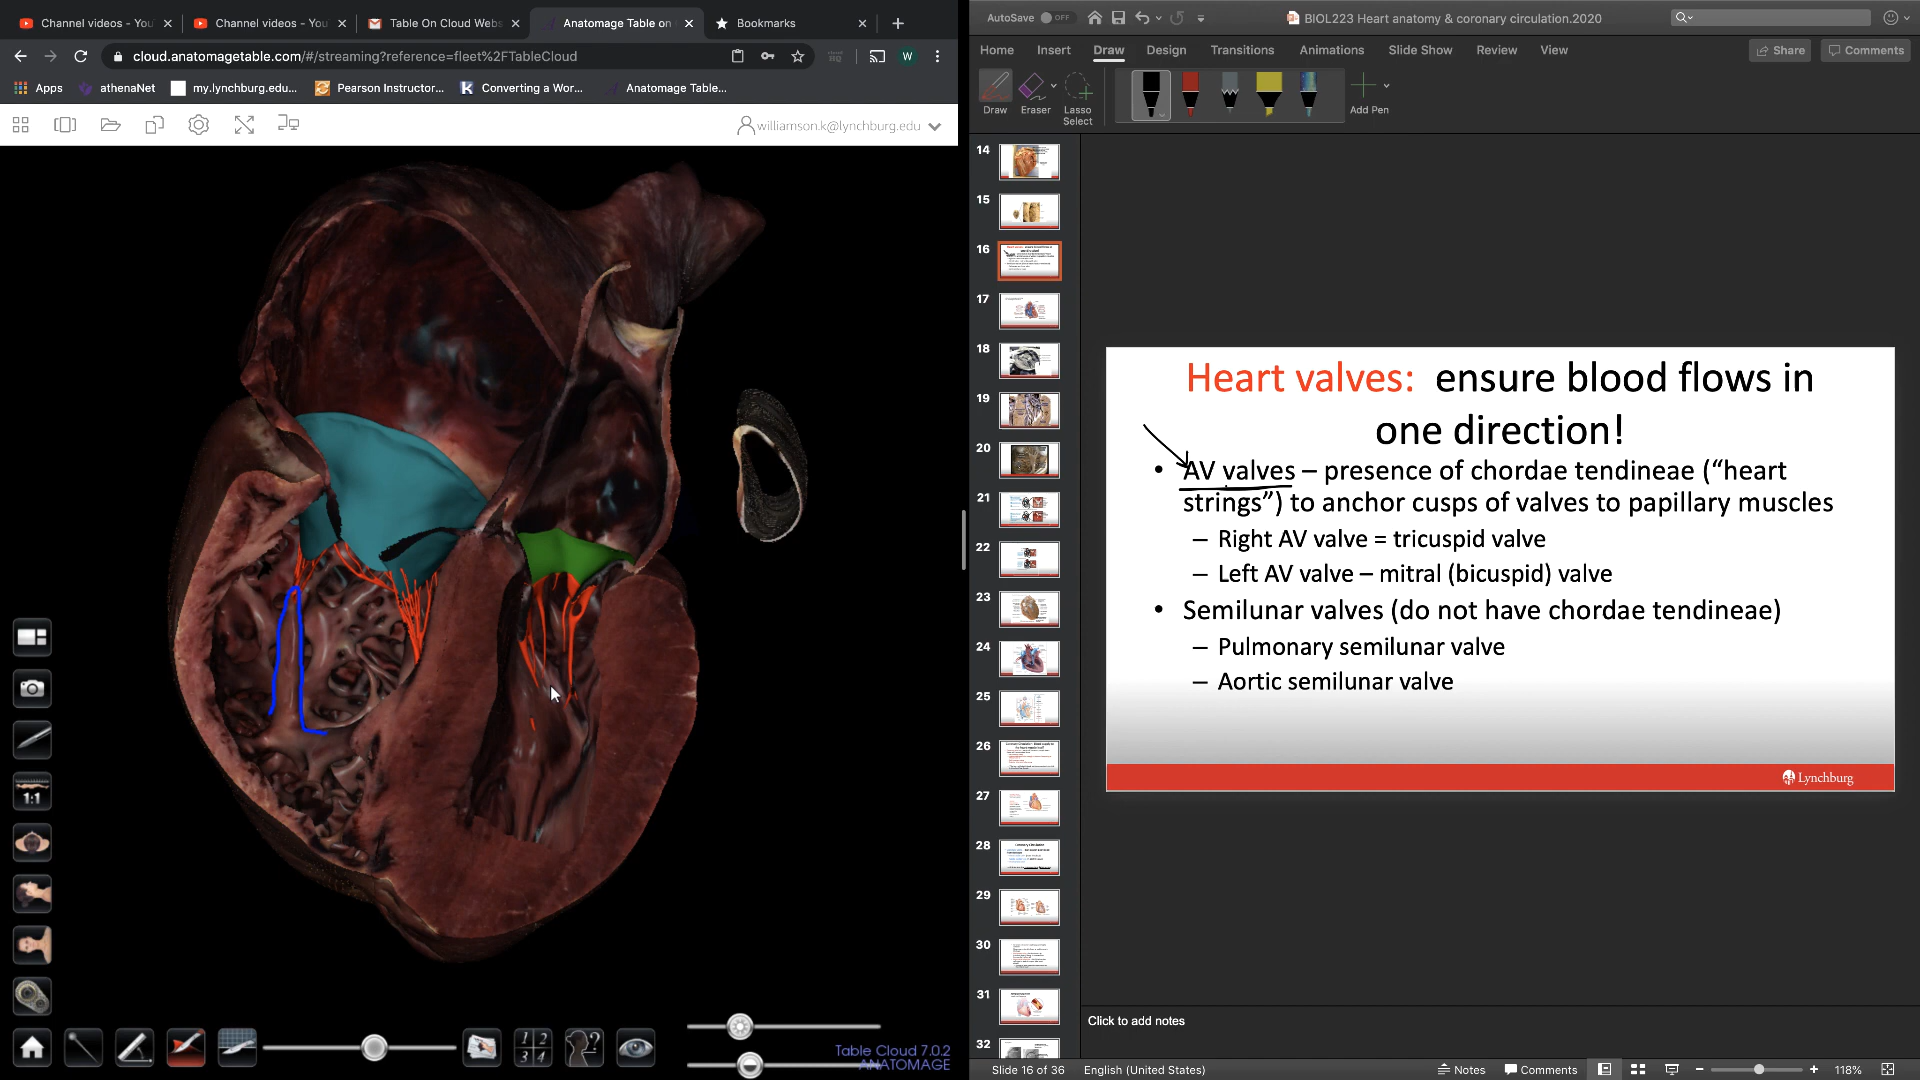 Channel videos - You
Channel videos - You
Table On Cloud Webs
Anatomage Table on
Bookmarks
cloud.anatomagetable.com/#/streaming?reference=fleet%2FTableCloud
W
Apps
athenaNet
my.lynchburg.edu...
Pearson Instructor...
Converting a Wor...
Anatomage Table...
williamson.k@lynchburg.edu
1:1
1 2
3 4
?
Table Cloud 7.0.2
ANATOMAGE
AutoSave OFF
BIOL223 Heart anatomy & coronary circulation.2020
Home
Insert
Draw
Design
Transitions
Animations
Slide Show
Review
View
Share
Comments
Draw
Eraser
Lasso
Select
Add Pen
14
15
16
17
18
19
20
21
22
23
24
25
26
27
28
29
30
31
32
Heart valves: ensure blood flows in
one direction!
• AV valves – presence of chordae tendineae (“heart
strings”) to anchor cusps of valves to papillary muscles
– Right AV valve = tricuspid valve
– Left AV valve – mitral (bicuspid) valve
• Semilunar valves (do not have chordae tendineae)
– Pulmonary semilunar valve
– Aortic semilunar valve
Lynchburg
Click to add notes
Slide 16 of 36
English (United States)
Notes
Comments
118%